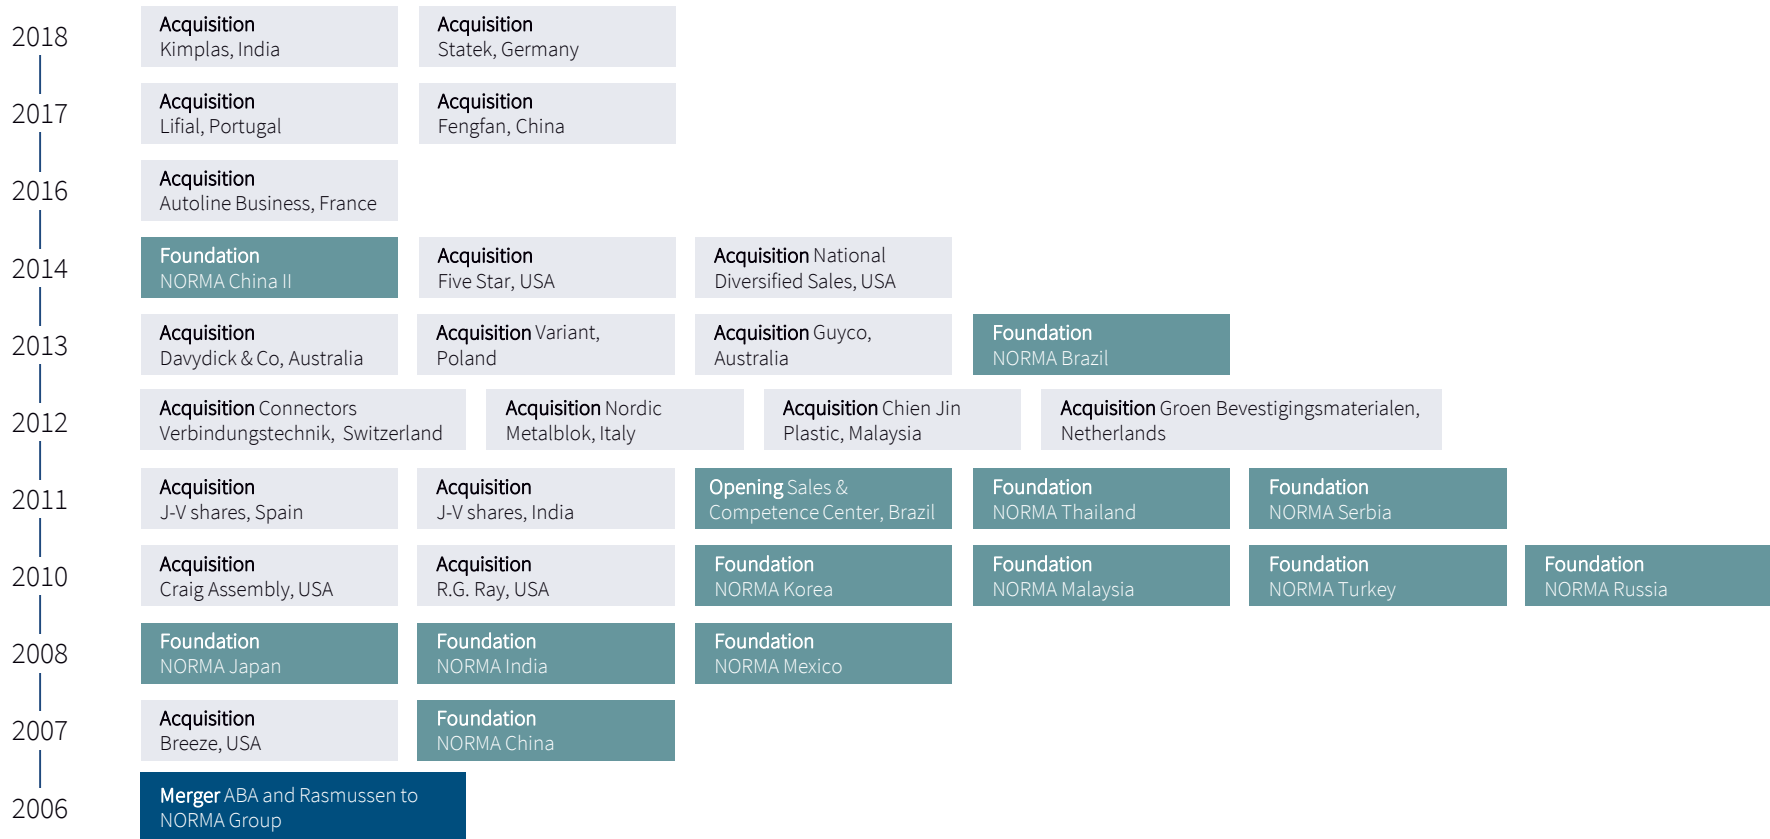 2018
Acquisition
Kimplas, India
Acquisition
Statek, Germany
2017
Acquisition
Lifial, Portugal
Acquisition
Fengfan, China
2016
Acquisition
Autoline Business, France
2014
Foundation
NORMA China II
Acquisition
Five Star, USA
Acquisition National
Diversified Sales, USA
2013
Acquisition
Davydick & Co, Australia
Acquisition Variant,
Poland
Acquisition Guyco,
Australia
Foundation
NORMA Brazil
2012
Acquisition Connectors
Verbindungstechnik, Switzerland
Acquisition Nordic
Metalblok, Italy
Acquisition Chien Jin
Plastic, Malaysia
Acquisition Groen Bevestigingsmaterialen,
Netherlands
2011
Acquisition
J-V shares, Spain
Acquisition
J-V shares, India
Opening Sales &
Competence Center, Brazil
Foundation
NORMA Thailand
Foundation
NORMA Serbia
2010
Acquisition
Craig Assembly, USA
Acquisition
R.G. Ray, USA
Foundation
NORMA Korea
Foundation
NORMA Malaysia
Foundation
NORMA Turkey
Foundation
NORMA Russia
2008
Foundation
NORMA Japan
Foundation
NORMA India
Foundation
NORMA Mexico
2007
Acquisition
Breeze, USA
Foundation
NORMA China
2006
Merger ABA and Rasmussen to
NORMA Group